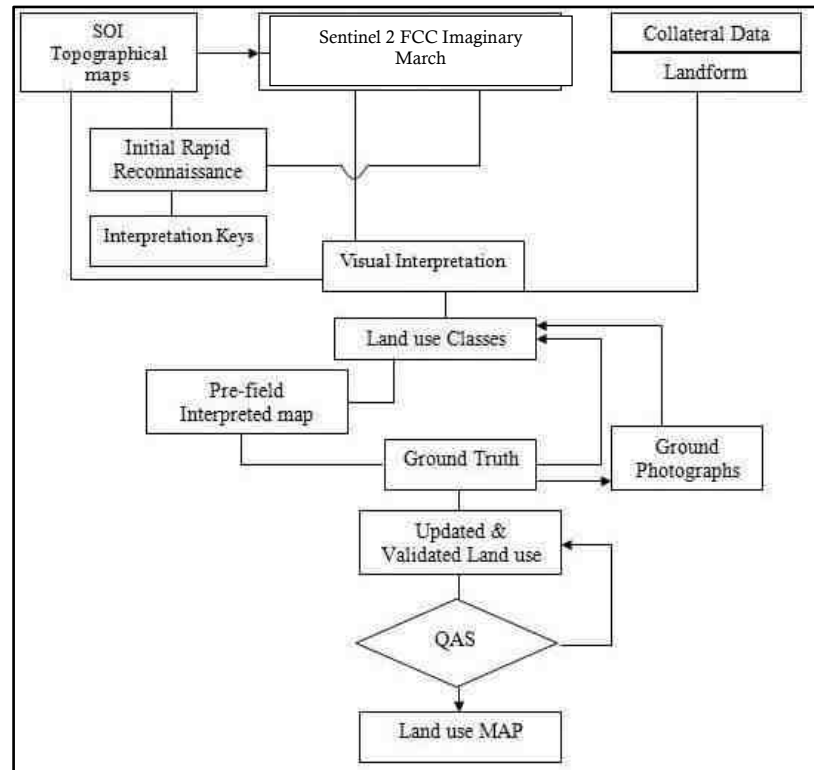 SOI
Topographical
maps
Sentinel 2 FCC Imaginary
March
Collateral Data
Landform
Initial Rapid
Reconnaissance
Interpretation Keys
Visual Interpretation
Land use Classes
Pre-field
Interpreted map
Ground Truth
Ground
Photographs
Updated &
Validated Land use
QAS
Land use MAP